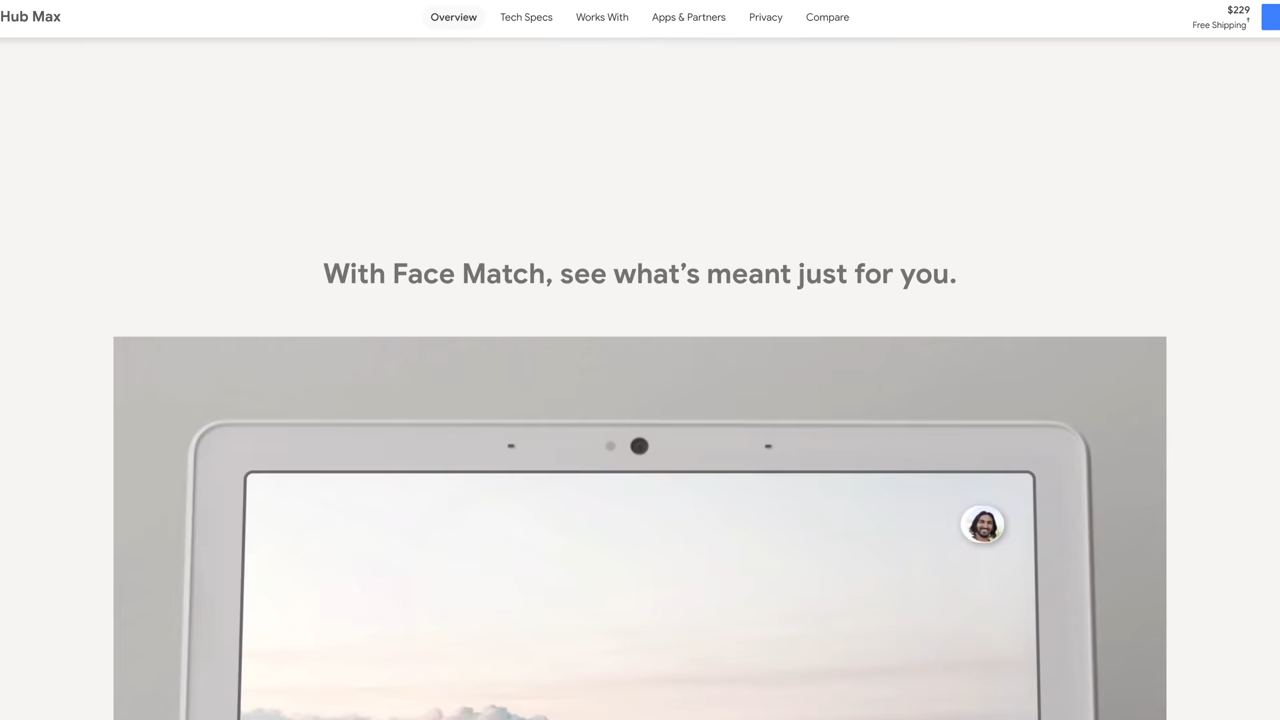 Hub Max
Overview
Tech Specs
Works With
Apps & Partners
Privacy
Compare
$229
Free Shipping†
With Face Match, see what’s meant just for you.